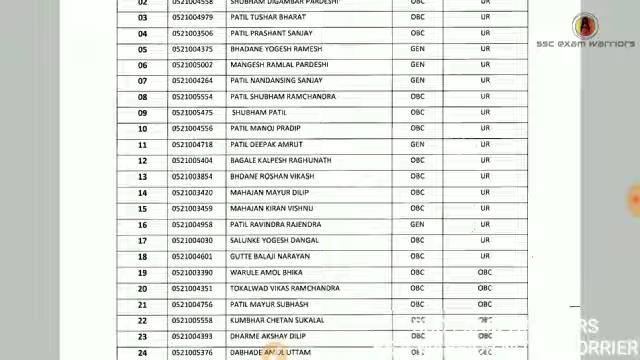 02 0521004558 SHUBHAM DIGAMBAR PARDESHI OBC UR
03 0521004979 PATIL TUSHAR BHARAT OBC UR
04 0521003506 PATIL PRASHANT SANJAY OBC UR
05 0521004375 BHADANE YOGESH RAMESH GEN UR
06 0521005002 MANGESH RAMLAL PARDESHI GEN UR
07 0521004264 PATIL NANDANSING SANJAY GEN UR
08 0521005554 PATIL SHUBHAM RAMCHANDRA OBC UR
09 0521005475 SHUBHAM PATIL OBC UR
10 0521004556 PATIL MANOJ PRADIP OBC UR
11 0521004718 PATIL DEEPAK AMRUT GEN UR
12 0521005404 BAGALE KALPESH RAGHUNATH OBC UR
13 0521003854 BHDANE ROSHAN VIKASH OBC UR
14 0521003420 MAHAJAN MAYUR DILIP OBC UR
15 0521003459 MAHAJAN KIRAN VISHNU OBC UR
16 0521004958 PATIL RAVINDRA RAJENDRA GEN UR
17 0521004030 SALUNKE YOGESH DANGAL OBC UR
18 0521004601 GUTTE BALAJI NARAYAN OBC UR
19 0521003390 WARULE AMOL BHIKA OBC OBC
20 0521004351 TOKALWAD VIKAS RAMCHANDRA OBC OBC
21 0521004756 PATIL MAYUR SUBHASH OBC OBC
22 0521005558 KUMBHAR CHETAN SUKALAL OBC OBC
23 0521004393 DHARME AKSHAY DILIP OBC
24 0521005376 DABHADE AMOL UTTAM OBC OBC
SSC EXAM WARRIORS